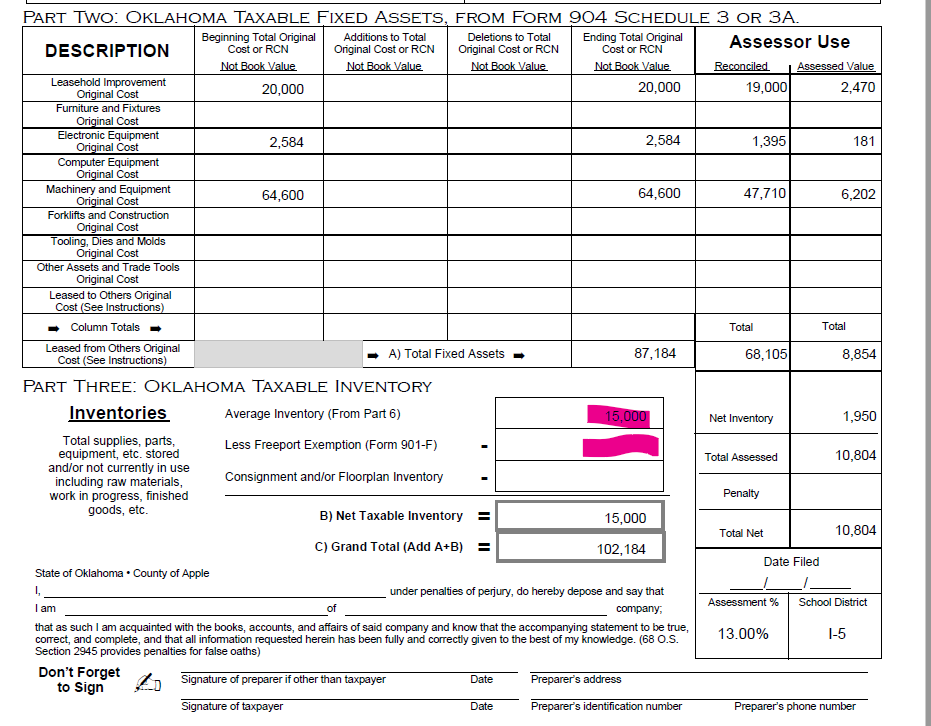 PART TWO: OKLAHOMA TAXABLE FIXED ASSETS, FROM FORM 904 SCHEDULE 3 OR 3A.
DESCRIPTION
Beginning Total Original Cost or RCN Not Book Value
Additions to Total Original Cost or RCN Not Book Value
Deletions to Total Original Cost or RCN Not Book Value
Ending Total Original Cost or RCN Not Book Value
Assessor Use
Reconciled Assessed Value
Leasehold Improvement Original Cost 20,000 20,000 19,000 2,470
Furniture and Fixtures Original Cost
Electronic Equipment Original Cost 2,584 2,584 1,395 181
Computer Equipment Original Cost
Machinery and Equipment Original Cost 64,600 64,600 47,710 6,202
Forklifts and Construction Original Cost
Tooling, Dies and Molds Original Cost
Other Assets and Trade Tools Original Cost
Leased to Others Original Cost (See Instructions)
➡ Column Totals ➡ Total Total
Leased from Others Original Cost (See Instructions) ➡ A) Total Fixed Assets ➡ 87,184 68,105 8,854
PART THREE: OKLAHOMA TAXABLE INVENTORY
Inventories
Total supplies, parts,
equipment, etc. stored
and/or not currently in use
including raw materials,
work in progress, finished
goods, etc.
Average Inventory (From Part 6) 15,000
Less Freeport Exemption (Form 901-F) -
Consignment and/or Floorplan Inventory -
B) Net Taxable Inventory = 15,000
C) Grand Total (Add A+B) = 102,184
Net Inventory 1,950
Total Assessed 10,804
Penalty
Total Net 10,804
Date Filed
____/____/_____
Assessment % School District
13.00% I-5
State of Oklahoma • County of Apple
I, under penalties of perjury, do hereby depose and say that
I am of company;
that as such I am acquainted with the books, accounts, and affairs of said company and know that the accompanying statement to be true,
correct, and complete, and that all information requested herein has been fully and correctly given to the best of my knowledge. (68 O.S.
Section 2945 provides penalties for false oaths)
Don't Forget
to Sign
Signature of preparer if other than taxpayer Date Preparer's address
Signature of taxpayer Date Preparer's identification number Preparer's phone number